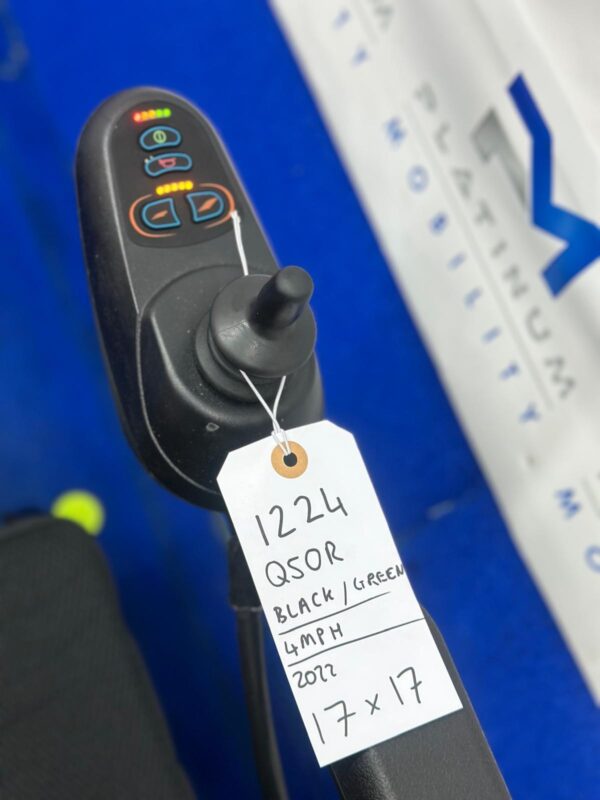 PLATINUM
MOBILITY
1224
Q50R
BLACK / GREEN
4MPH
2022
17 x 17